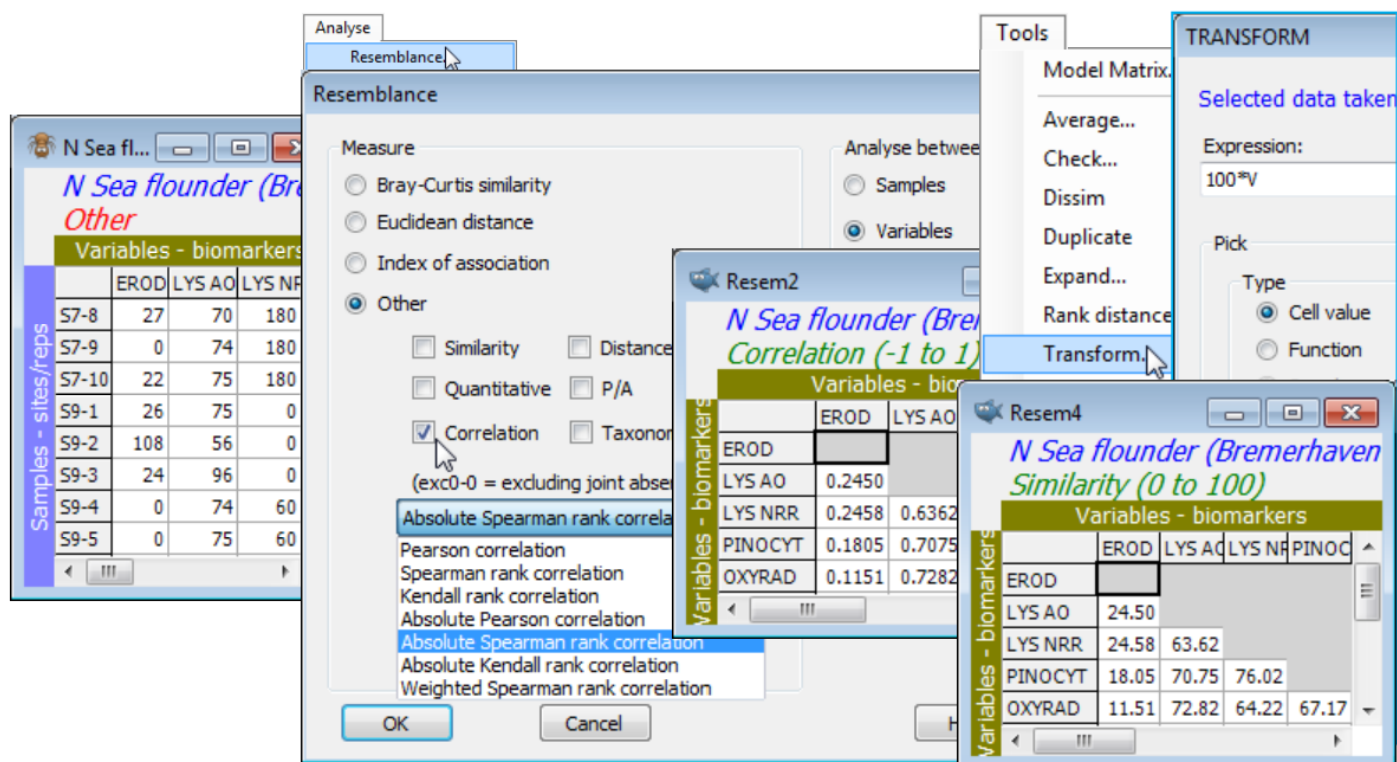 Analyse
Resemblance.
Resemblance
Measure
Bray-Curtis similarity
Euclidean distance
Index of association
Other
Similarity
Distance
Quantitative
P/A
Correlation
Taxonom
(exc0-0 = excluding joint absen
Absolute Spearman rank correla
Pearson correlation
Spearman rank correlation
Kendall rank correlation
Absolute Pearson correlation
Absolute Spearman rank correlation
Absolute Kendall rank correlation
Weighted Spearman rank correlation
OK
Cancel
H
Analyse betwee
Samples
Variables
N Sea fl...
N Sea flounder (Bre
Other
Variables - biomarkers
Samples - sites/reps
EROD LYS AO LYS NR
S7-8 27 70 180
S7-9 0 74 180
S7-10 22 75 180
S9-1 26 75 0
S9-2 108 56 0
S9-3 24 96 0
S9-4 0 74 60
S9-5 0 75 60
Resem2
N Sea flounder (Brem
Correlation (-1 to 1)
Variables - bio
Variables - biomarkers
EROD LYS AO
EROD
LYS AO 0.2450
LYS NRR 0.2458 0.6362
PINOCYT 0.1805 0.7075
OXYRAD 0.1151 0.7282
Tools
Model Matrix.
Average...
Check...
Dissim
Duplicate
Expand...
Rank distance
Transform.
TRANSFORM
Selected data taken
Expression:
100*V
Pick
Type
Cell value
Function
Resem4
N Sea flounder (Bremerhaven
Similarity (0 to 100)
Variables - biomarkers
Variables - biomarkers
EROD LYS AO LYS NR PINOC
EROD
LYS AO 24.50
LYS NRR 24.58 63.62
PINOCYT 18.05 70.75 76.02
OXYRAD 11.51 72.82 64.22 67.17